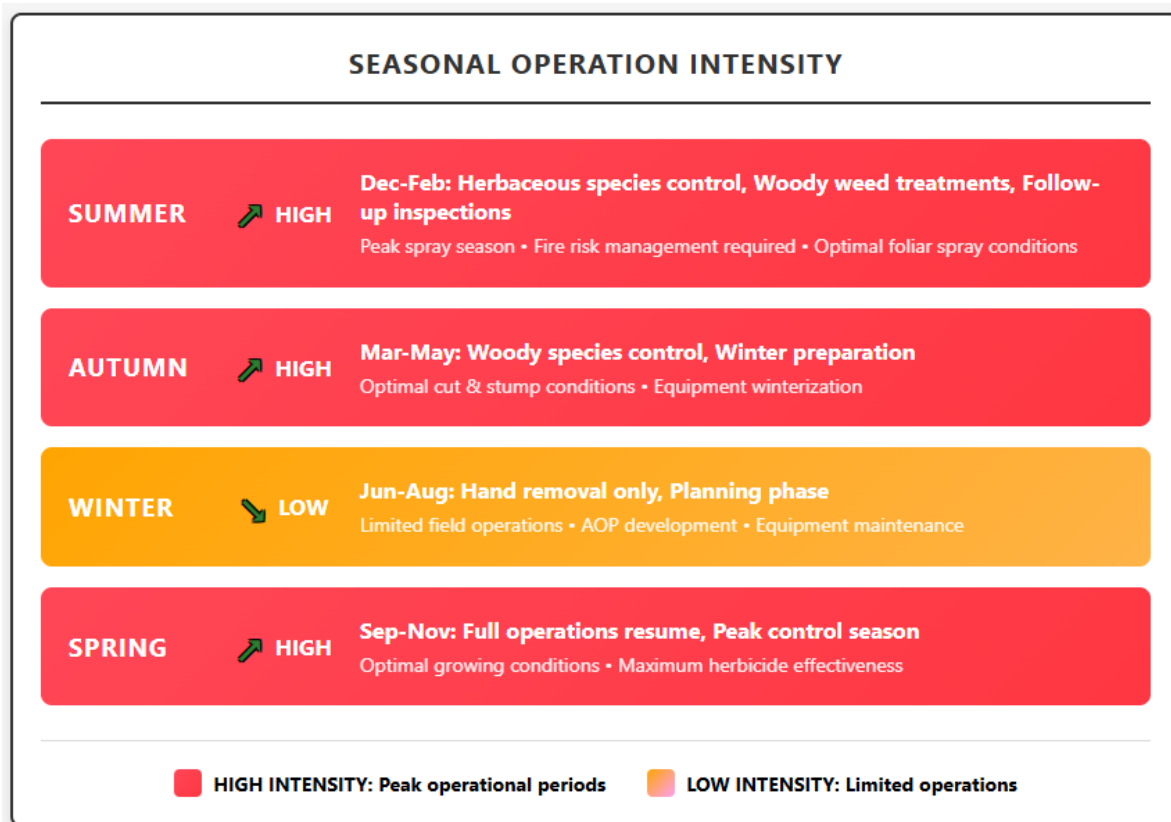 SEASONAL OPERATION INTENSITY
SUMMER
HIGH
Dec-Feb: Herbaceous species control, Woody weed treatments, Follow-
up inspections
Peak spray season • Fire risk management required • Optimal foliar spray conditions
AUTUMN
HIGH
Mar-May: Woody species control, Winter preparation
Optimal cut & stump conditions • Equipment winterization
WINTER
LOW
Jun-Aug: Hand removal only, Planning phase
Limited field operations • AOP development • Equipment maintenance
SPRING
HIGH
Sep-Nov: Full operations resume, Peak control season
Optimal growing conditions • Maximum herbicide effectiveness
HIGH INTENSITY: Peak operational periods
LOW INTENSITY: Limited operations